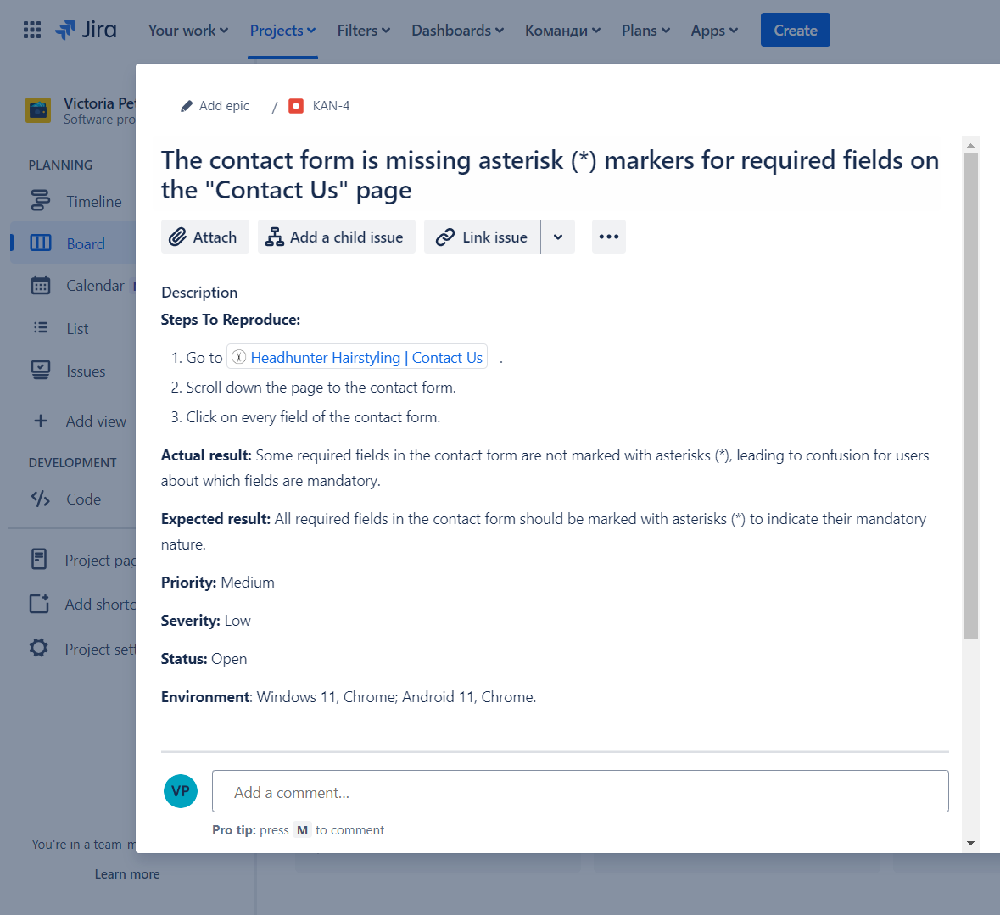 Jira
Your work
Projects
Filters
Dashboards
Команди
Plans
Apps
Create
Victoria Pe
Software pro
PLANNING
Timeline
Board
Calendar
List
Issues
Add view
DEVELOPMENT
Code
Project pag
Add shortc
Project sett
You're in a team-m
Learn more
Add epic / KAN-4
The contact form is missing asterisk (*) markers for required fields on
the "Contact Us" page
Attach
Add a child issue
Link issue
Description
Steps To Reproduce:
1. Go to Headhunter Hairstyling | Contact Us .
2. Scroll down the page to the contact form.
3. Click on every field of the contact form.
Actual result: Some required fields in the contact form are not marked with asterisks (*), leading to confusion for users
about which fields are mandatory.
Expected result: All required fields in the contact form should be marked with asterisks (*) to indicate their mandatory
nature.
Priority: Medium
Severity: Low
Status: Open
Environment: Windows 11, Chrome; Android 11, Chrome.
VP
Add a comment...
Pro tip: press M to comment